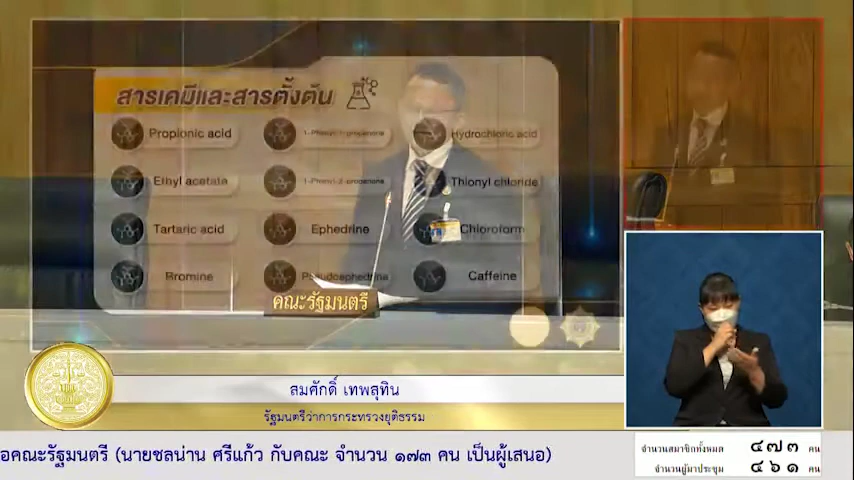 สารเคมีและสารตั้งต้น
Propionic acid
Hydrochloric acid
Ethyl acetate
Thionyl chloride
Tartaric acid
Ephedrine
Chloroform
Bromine
Pseudoephedrine
Caffeine
คณะรัฐมนตรี
สมศักดิ์ เทพสุทิน
รัฐมนตรีว่าการกระทรวงยุติธรรม
อคณะรัฐมนตรี (นายชลน่าน ศรีแก้ว กับคณะ จำนวน ๑๗๓ คน เป็นผู้เสนอ)
จำนวนสมาชิกทั้งหมด ๔๗๓ คน
จำนวนผู้มาประชุม ๔๖๑ คน